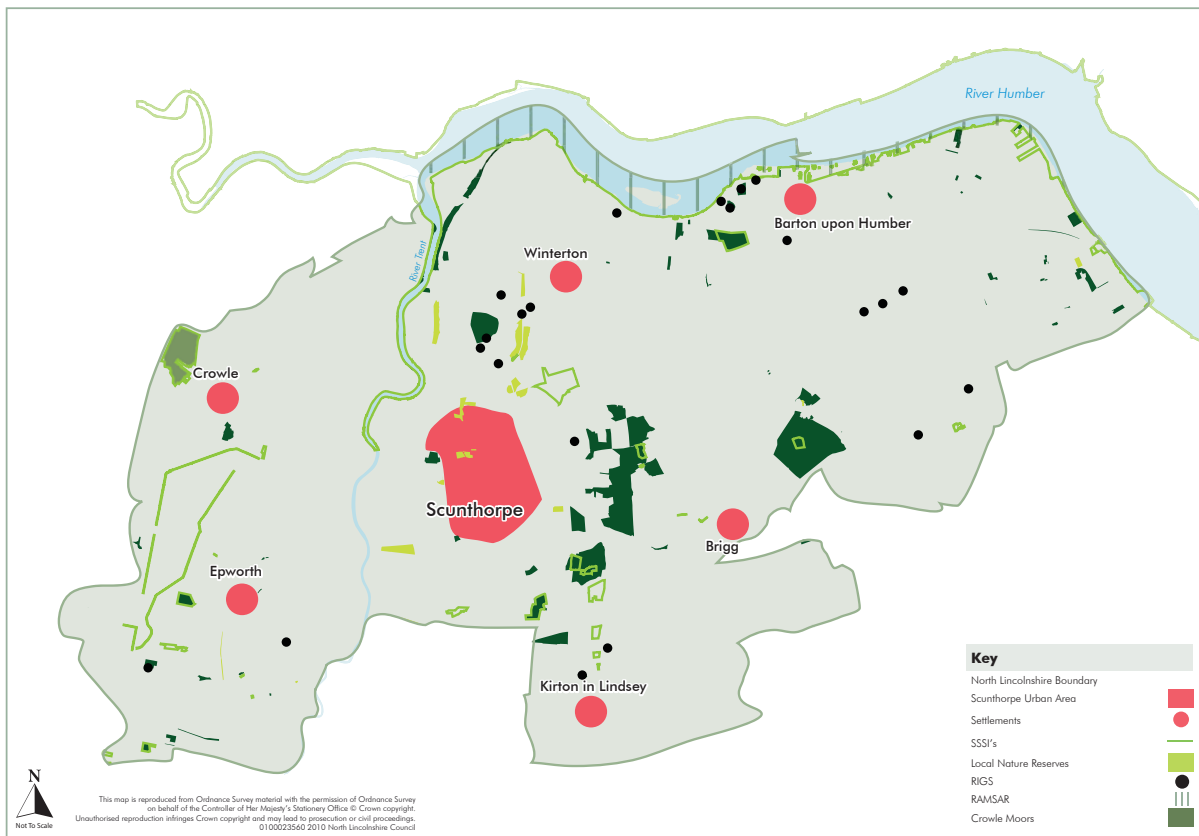 River Humber
Barton upon Humber
River Trent
Winterton
Crowle
Scunthorpe
Brigg
Epworth
Kirton in Lindsey
Key
North Lincolnshire Boundary
Scunthorpe Urban Area
Settlements
SSSI's
Local Nature Reserves
RIGS
RAMSAR
Crowle Moors
N
Not To Scale
This map is reproduced from Ordnance Survey material with the permission of Ordnance Survey
on behalf of the Controller of Her Majesty's Stationery Office © Crown copyright.
Unauthorised reproduction infringes Crown copyright and may lead to prosecution or civil proceedings.
0100023560 2010 North Lincolnshire Council